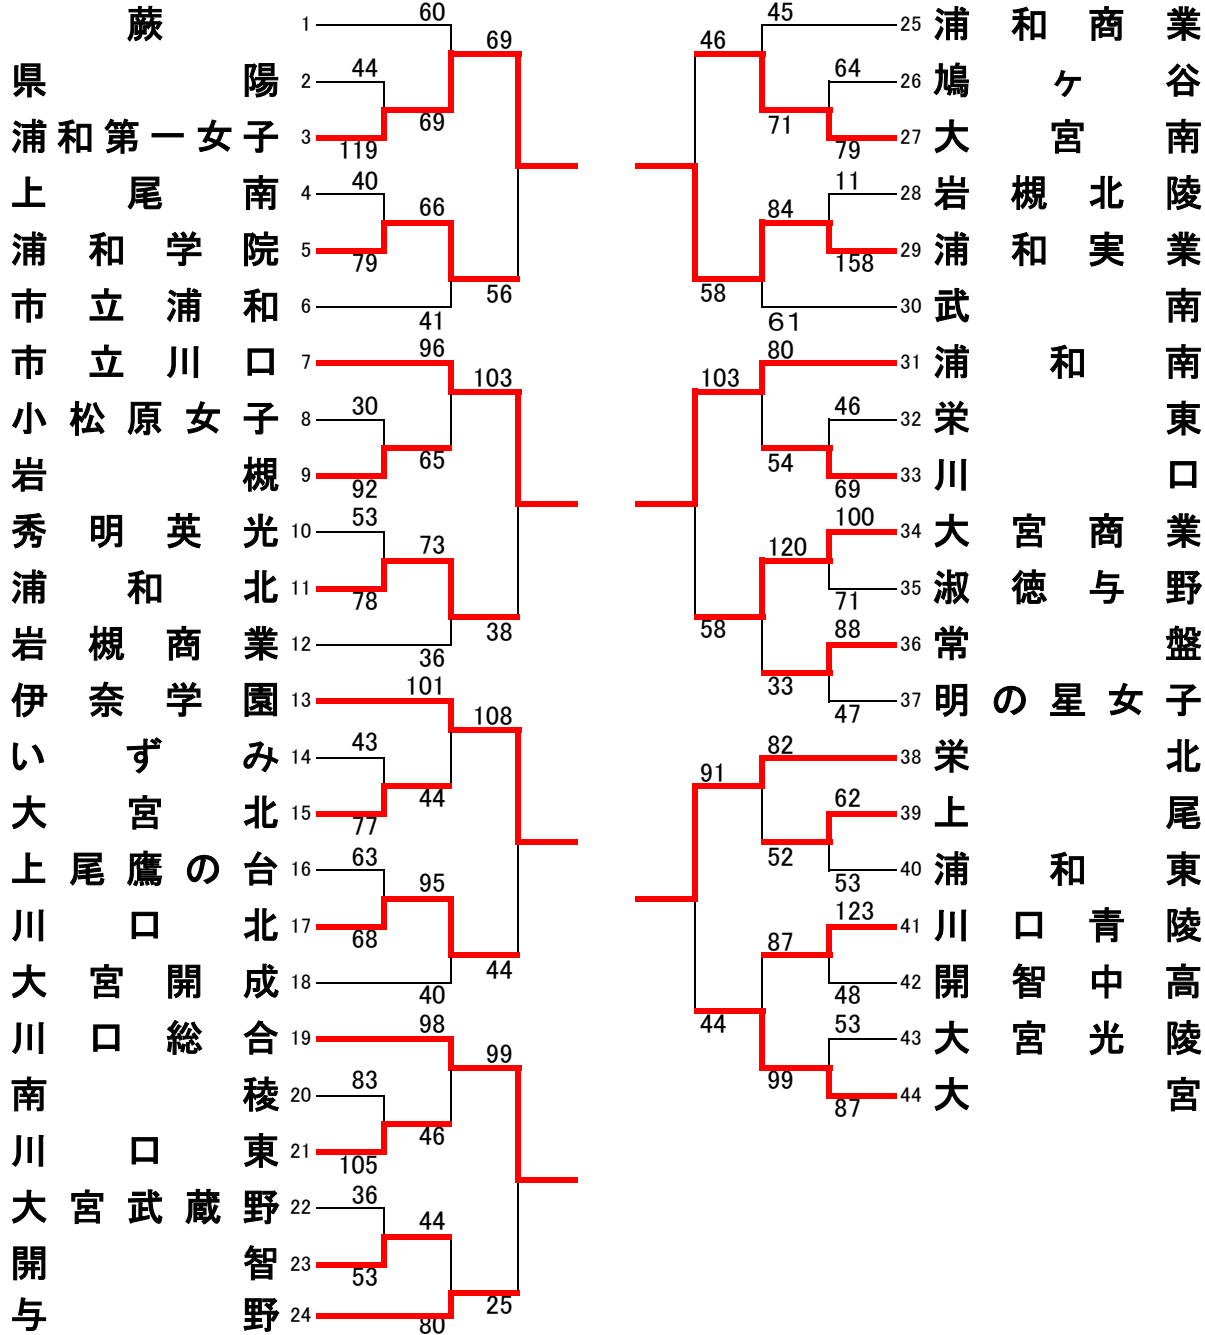 蕨 1 60
県陽 2 44
浦和第一女子 3 119
69
69
上尾南 4 40
浦和学院 5 79
66
市立浦和 6 41
56
市立川口 7 96
小松原女子 8 30
岩槻 9 92
65
103
秀明英光 10 53
浦和北 11 78
73
岩槻商業 12 36
38
伊奈学園 13 101
いずみ 14 43
大宮北 15 77
44
108
上尾鷹の台 16 63
川口北 17 68
95
大宮開成 18 40
44
川口総合 19 98
南稜 20 83
川口東 21 105
46
99
大宮武蔵野 22 36
開智 23 53
44
与野 24 80
25
45 25 浦和商業
64 26 鳩ヶ谷
79 27 大宮南
71
46
11 28 岩槻北陵
158 29 浦和実業
84
61 30 武南
58
80 31 浦和南
46 32 栄東
69 33 川口
54
103
100 34 大宮商業
71 35 淑徳与野
120
88 36 常盤
47 37 明の星女子
33
58
82 38 栄北
62 39 上尾
53 40 浦和東
52
91
123 41 川口青陵
48 42 開智中高
87
53 43 大宮光陵
87 44 大宮
99
44